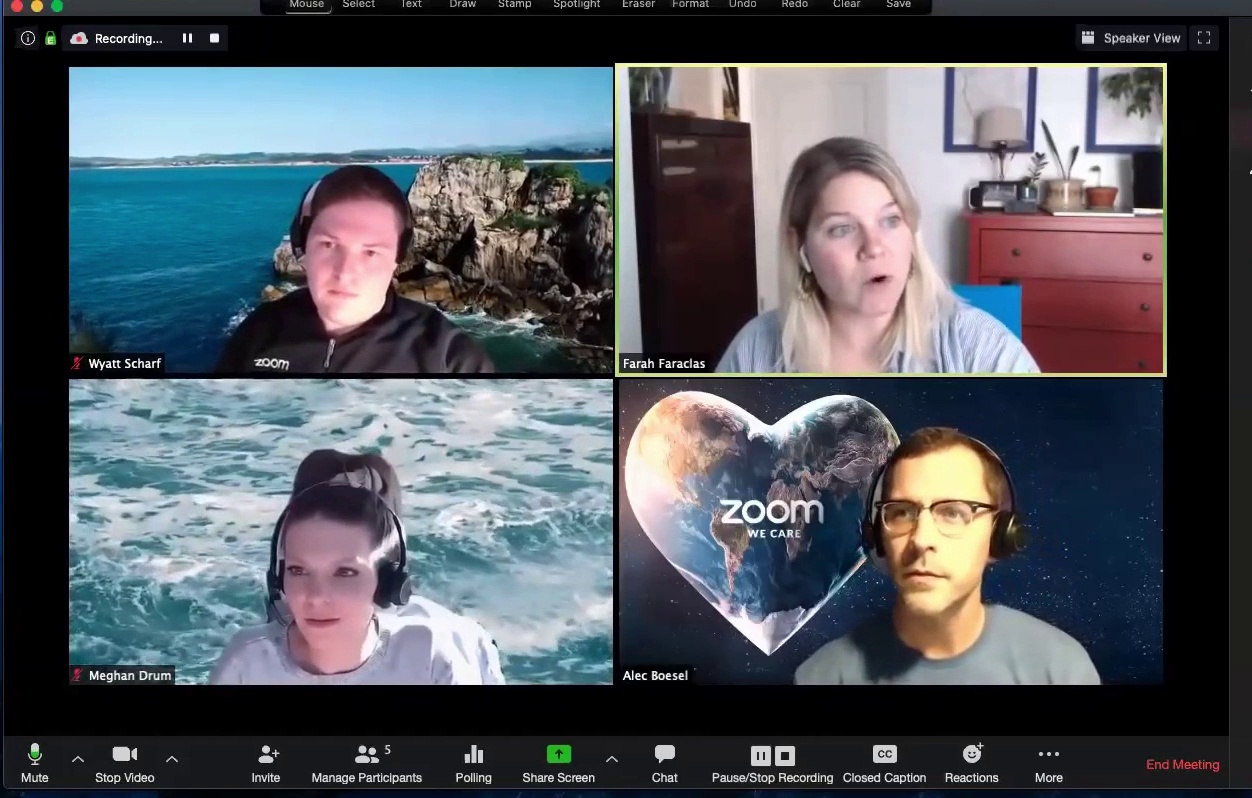 Mouse Select Text Draw Stamp Spotlight Eraser Format Undo Redo Clear Save
Recording...
Speaker View
zoom
Wyatt Scharf
Farah Faraclas
zoom
WE CARE
Meghan Drum
Alec Boesel
5
Mute Stop Video Invite Manage Participants Polling Share Screen Chat Pause/Stop Recording Closed Caption Reactions More End Meeting
CC